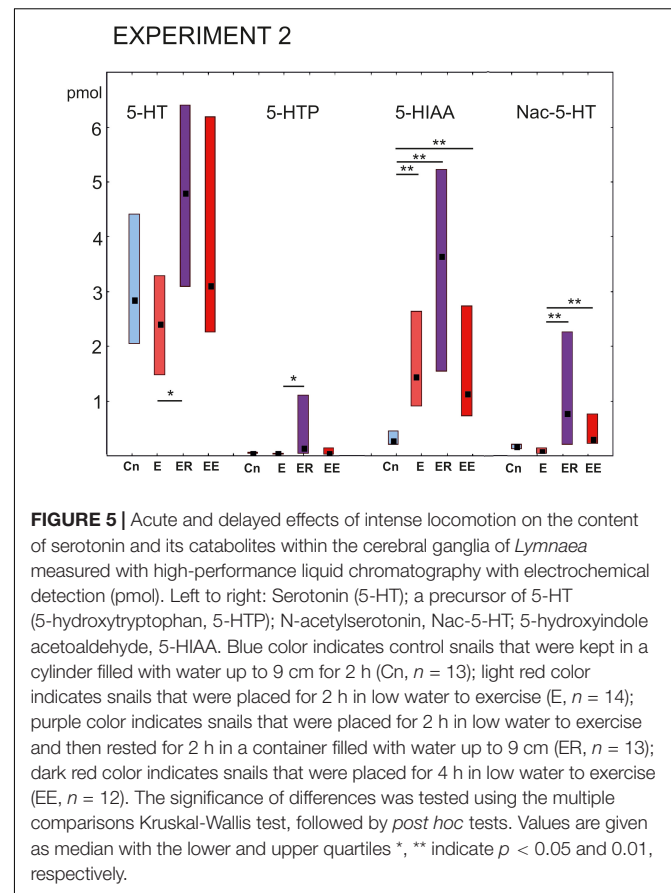 EXPERIMENT 2
pmol
5-HT 5-HTP 5-HIAA Nac-5-HT
6
5
4
3
2
1
*
*
**
**
**
**
**
Cn E ER EE Cn E ER EE Cn E ER EE Cn E ER EE
FIGURE 5 | Acute and delayed effects of intense locomotion on the content
of serotonin and its catabolites within the cerebral ganglia of Lymnaea
measured with high-performance liquid chromatography with electrochemical
detection (pmol). Left to right: Serotonin (5-HT); a precursor of 5-HT
(5-hydroxytryptophan, 5-HTP); N-acetylserotonin, Nac-5-HT; 5-hydroxyindole
acetoaldehyde, 5-HIAA. Blue color indicates control snails that were kept in a
cylinder filled with water up to 9 cm for 2 h (Cn, n = 13); light red color
indicates snails that were placed for 2 h in low water to exercise (E, n = 14);
purple color indicates snails that were placed for 2 h in low water to exercise
and then rested for 2 h in a container filled with water up to 9 cm (ER, n = 13);
dark red color indicates snails that were placed for 4 h in low water to exercise
(EE, n = 12). The significance of differences was tested using the multiple
comparisons Kruskal-Wallis test, followed by post hoc tests. Values are given
as median with the lower and upper quartiles *, ** indicate p < 0.05 and 0.01,
respectively.